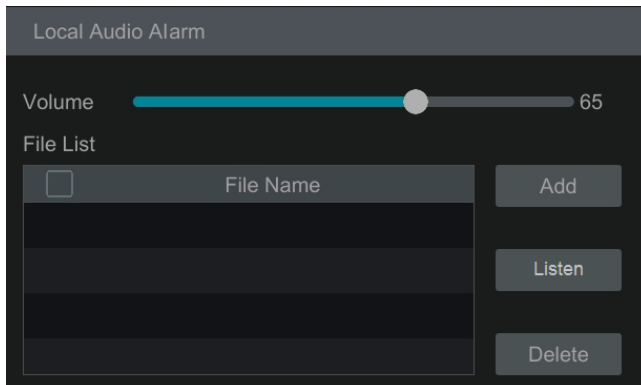 Local Audio Alarm
Volume 65
File List
File Name Add
Listen
Delete